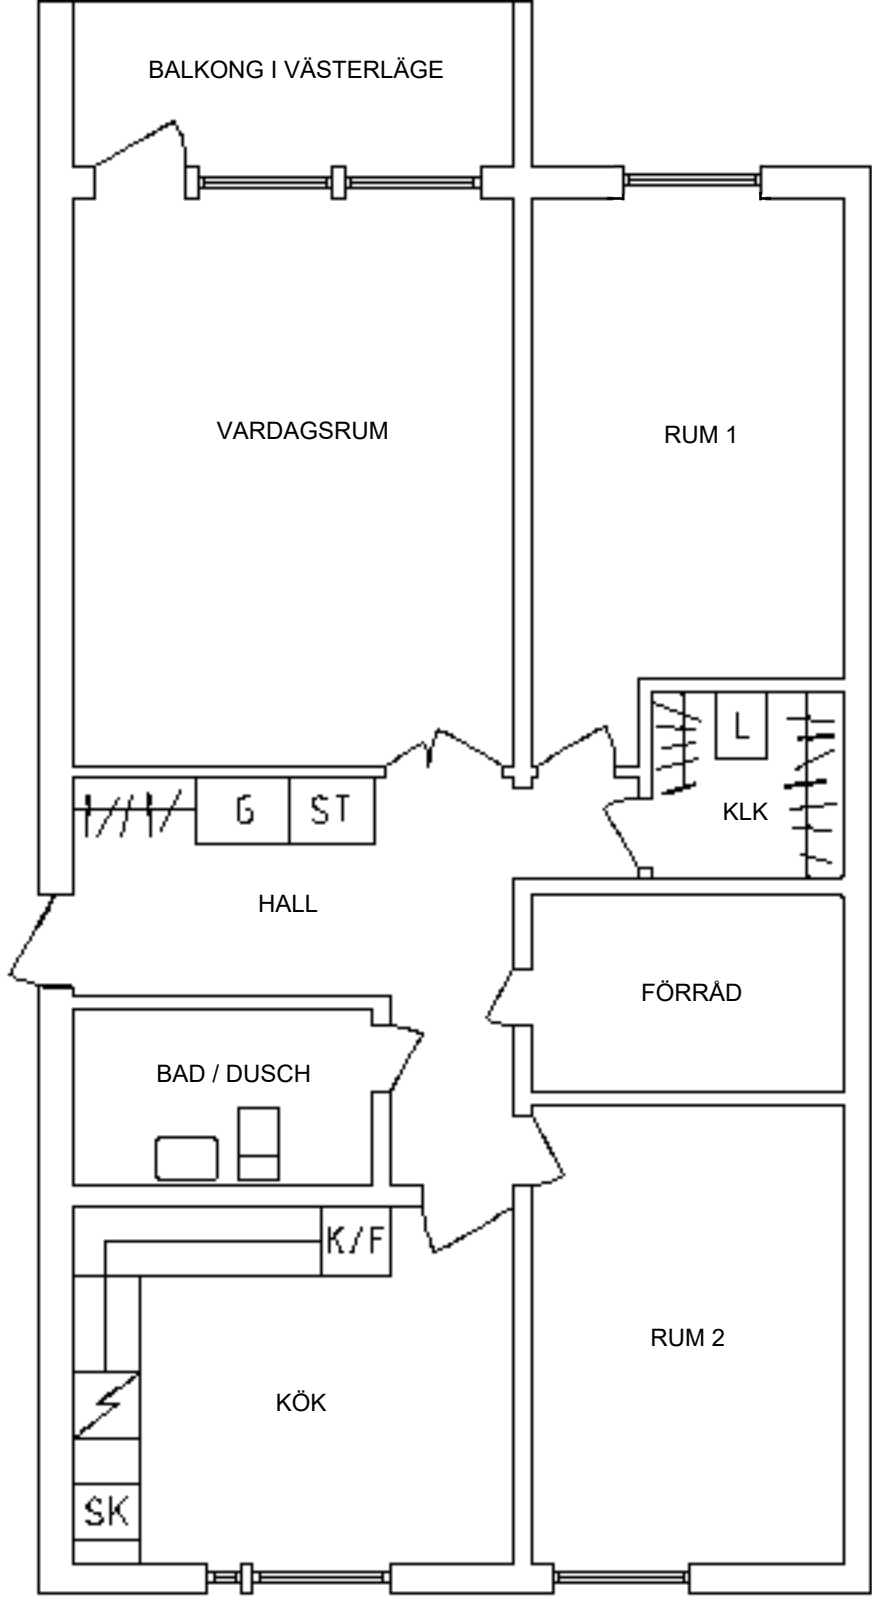 BALKONG I VÄSTERLÄGE
VARDAGSRUM
RUM 1
L
G
ST
KLK
HALL
FÖRRÅD
BAD / DUSCH
K/F
RUM 2
KÖK
SK